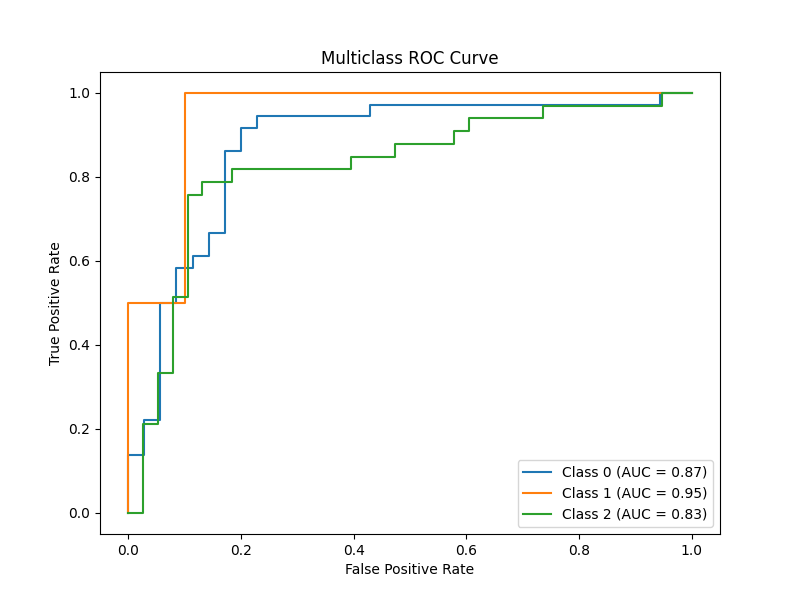 Multiclass ROC Curve
True Positive Rate
1.0
0.8
0.6
0.4
0.2
0.0
Class 0 (AUC = 0.87)
Class 1 (AUC = 0.95)
Class 2 (AUC = 0.83)
0.0 0.2 0.4 0.6 0.8 1.0
False Positive Rate